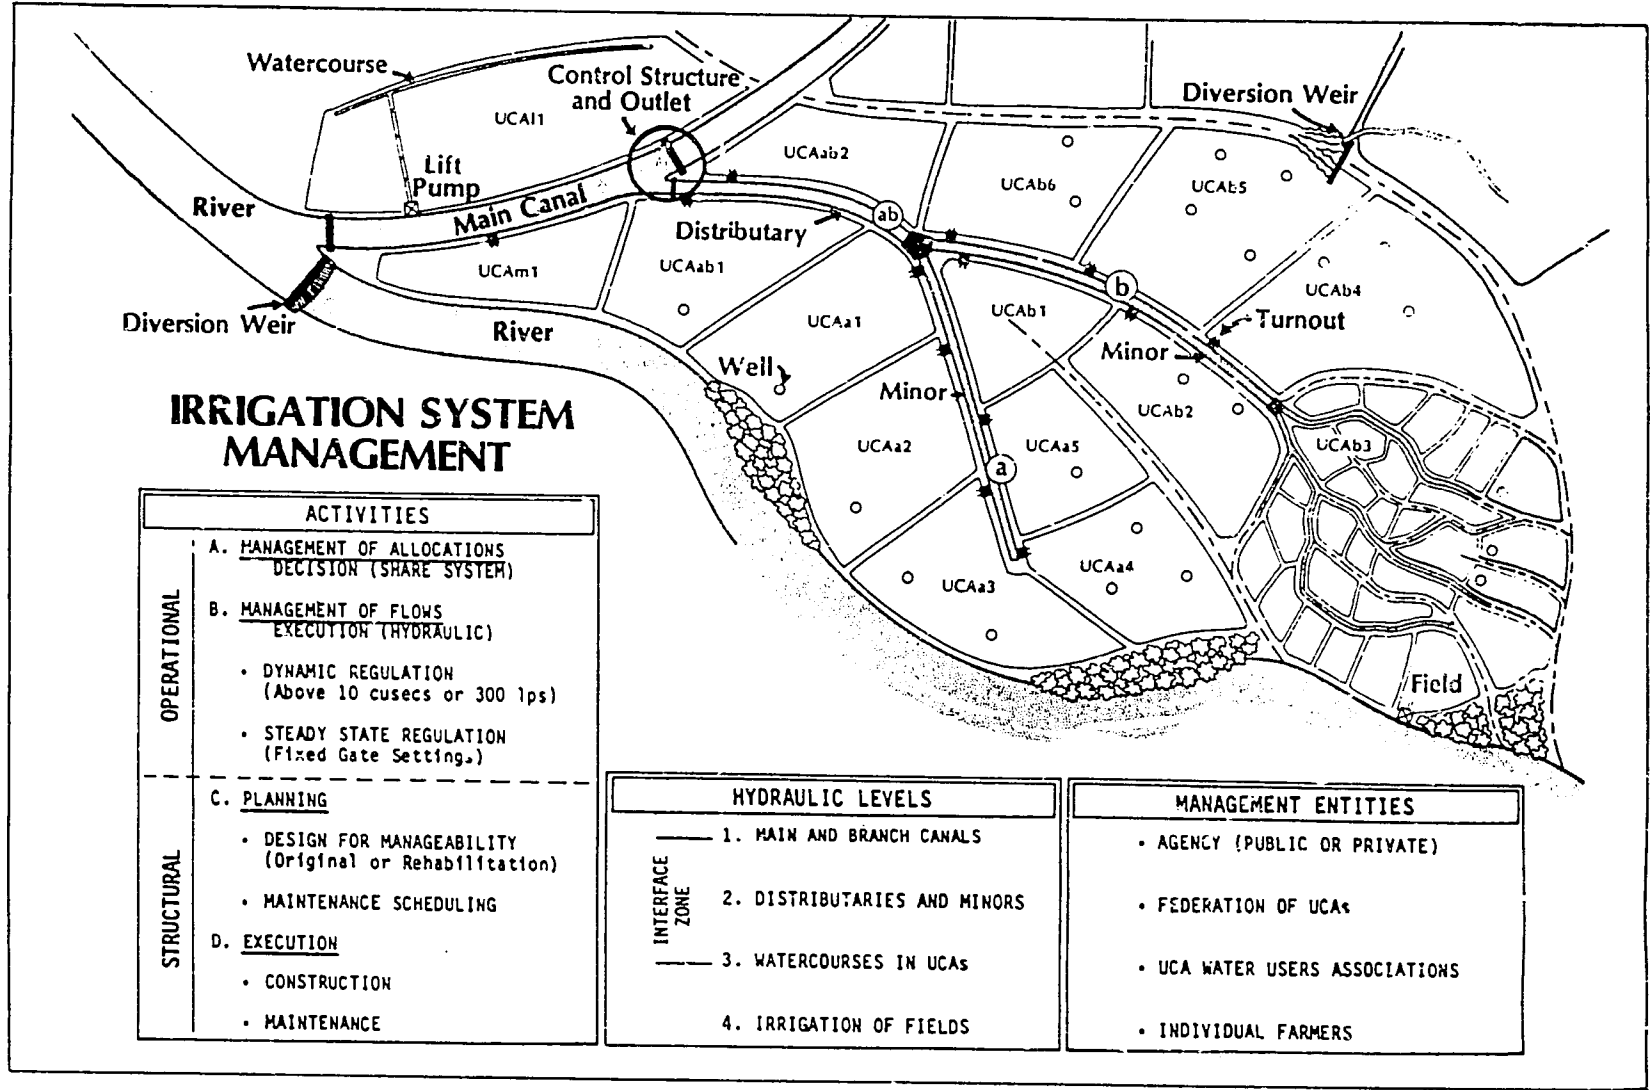 Watercourse
Control Structure
and Outlet
Diversion Weir
UCAl1
UCAab2
Lift
Pump
UCAb6
UCAb5
River
Main Canal
ab
Distributary
UCAm1
UCAab1
b
UCAb4
Diversion Weir
River
UCAa1
UCAb1
Turnout
Minor
Well
Minor
UCAb2
IRRIGATION SYSTEM
MANAGEMENT
UCAa2
UCAa5
UCAb3
a
UCAa3
UCAa4
Field
ACTIVITIES
OPERATIONAL
A. MANAGEMENT OF ALLOCATIONS
DECISION (SHARE SYSTEM)
B. MANAGEMENT OF FLOWS
EXECUTION (HYDRAULIC)
• DYNAMIC REGULATION
(Above 10 cusecs or 300 lps)
• STEADY STATE REGULATION
(Fixed Gate Settings)
STRUCTURAL
C. PLANNING
• DESIGN FOR MANAGEABILITY
(Original or Rehabilitation)
• MAINTENANCE SCHEDULING
D. EXECUTION
• CONSTRUCTION
• MAINTENANCE
HYDRAULIC LEVELS
INTERFACE
ZONE
1. MAIN AND BRANCH CANALS
2. DISTRIBUTARIES AND MINORS
3. WATERCOURSES IN UCAs
4. IRRIGATION OF FIELDS
MANAGEMENT ENTITIES
• AGENCY (PUBLIC OR PRIVATE)
• FEDERATION OF UCAs
• UCA WATER USERS ASSOCIATIONS
• INDIVIDUAL FARMERS